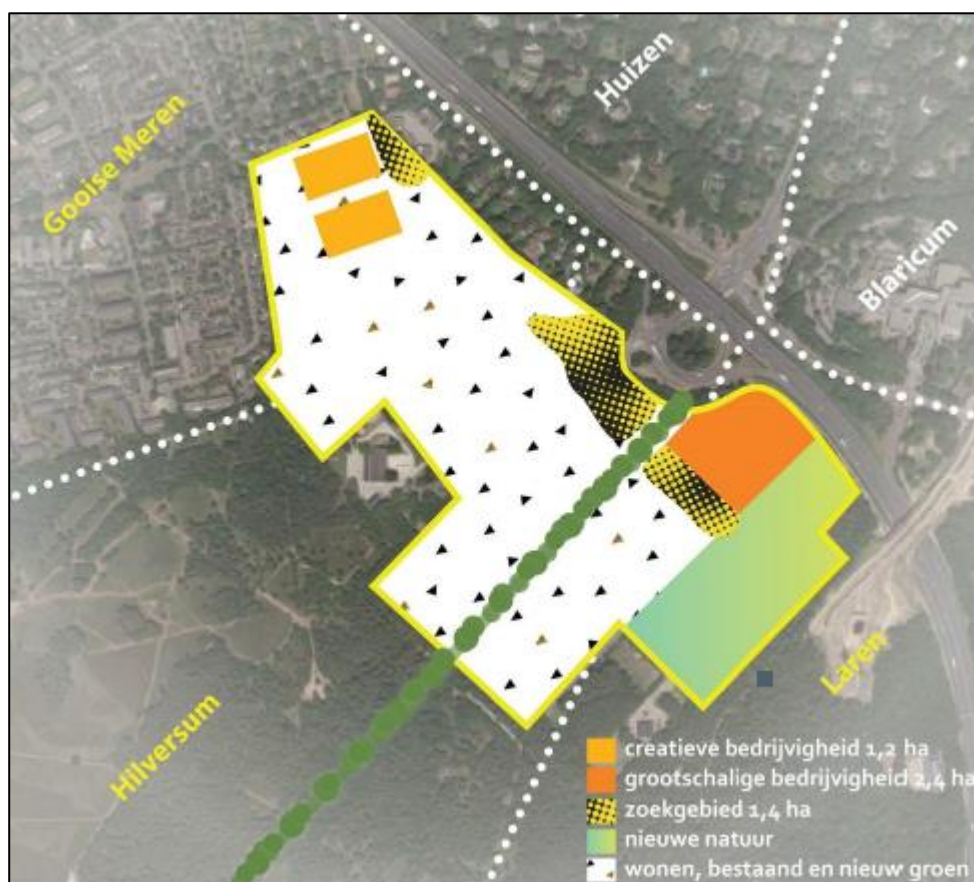 Huizen
Gooise Meren
Blaricum
Laren
Hilversum
creatieve bedrijvigheid 1,2 ha
grootschalige bedrijvigheid 2,4 ha
zoekgebied 1,4 ha
nieuwe natuur
wonen, bestaand en nieuw groen